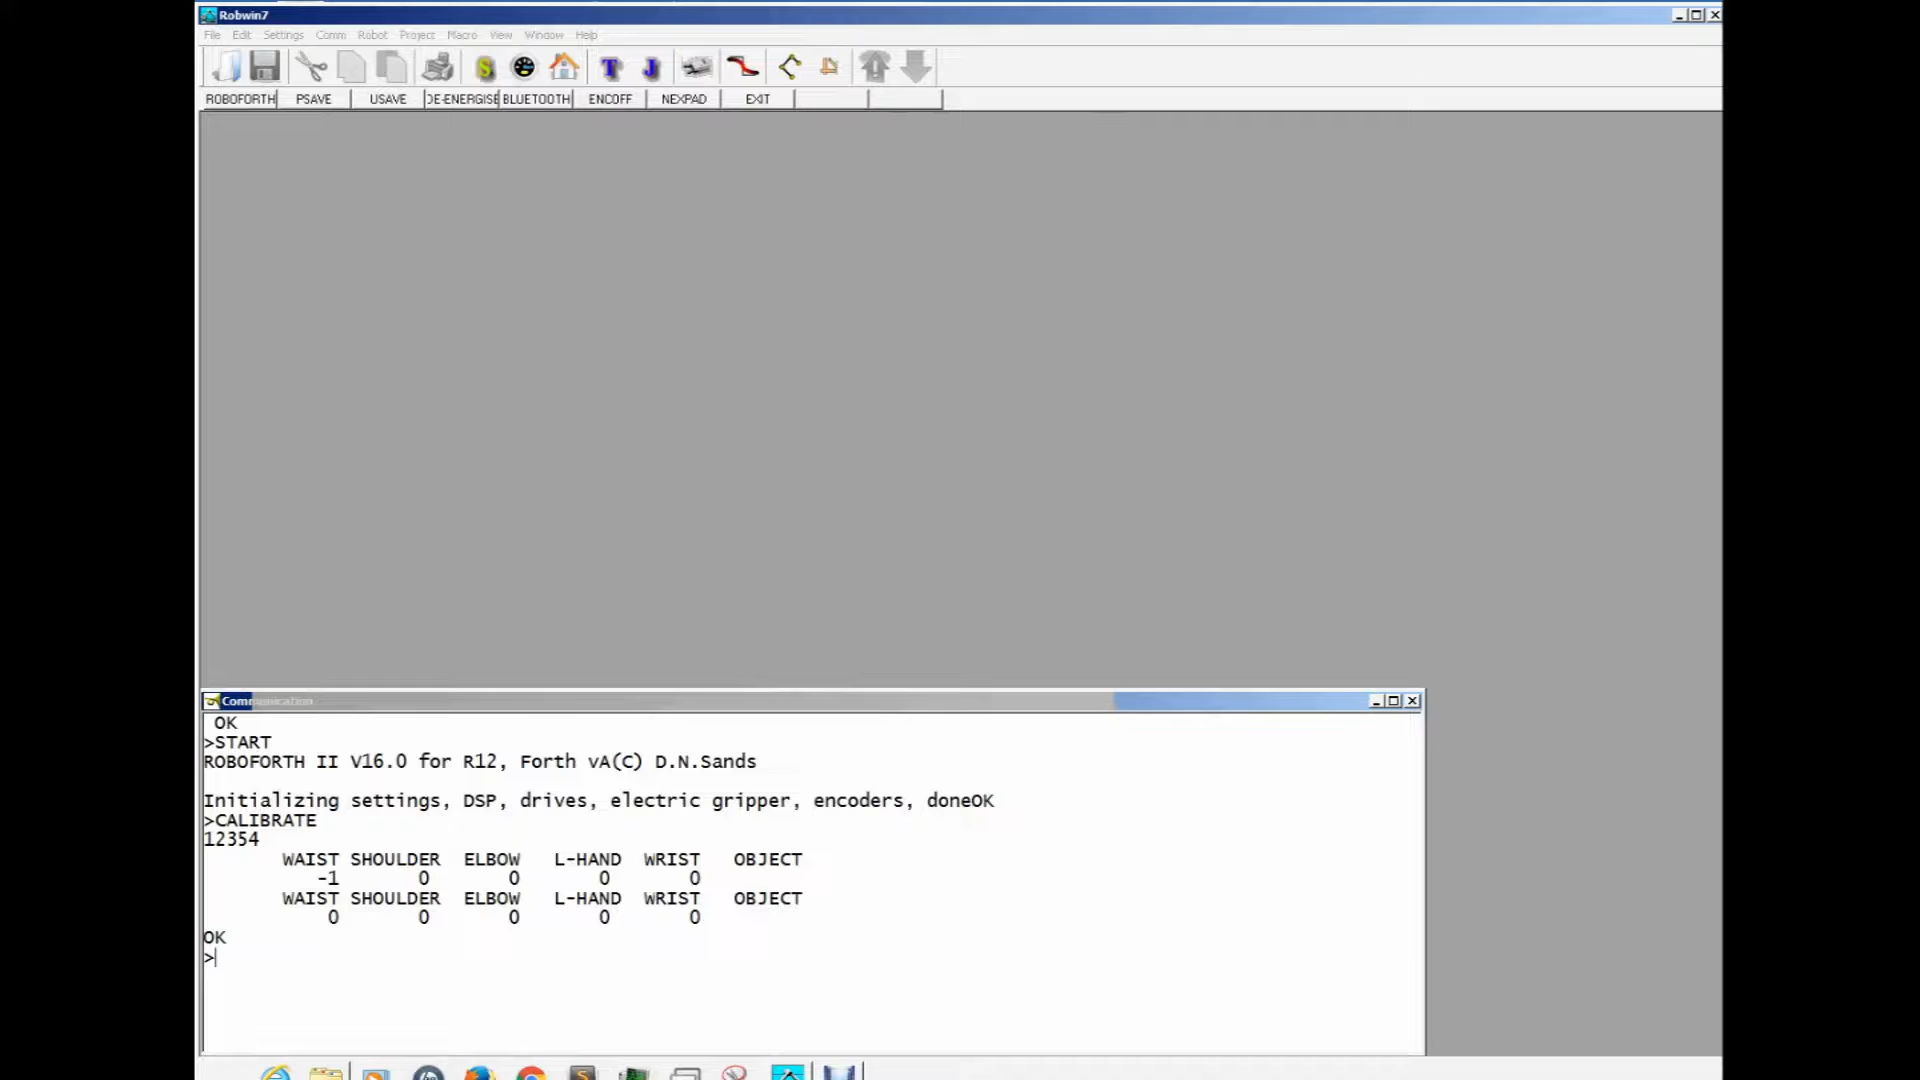 Robwin7
File Edit Settings Comm Robot Project Macro View Window Help
S T J
ROBOFORTH PSAVE USAVE DE-ENERGISE BLUETOOTH ENCOFF NEXPAD EXIT
Communication
OK
>START
ROBOFORTH II V16.0 for R12, Forth vA(C) D.N.Sands
Initializing settings, DSP, drives, electric gripper, encoders, doneOK
>CALIBRATE
12354
WAIST SHOULDER ELBOW L-HAND WRIST OBJECT
-1 0 0 0 0
WAIST SHOULDER ELBOW L-HAND WRIST OBJECT
0 0 0 0 0
OK
>